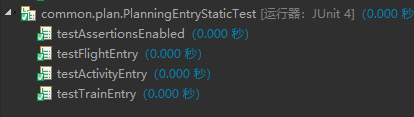 common.plan.PlanningEntryStaticTest [运行器：JUnit 4] (0.000 秒)
testAssertionsEnabled (0.000 秒)
testFlightEntry (0.000 秒)
testActivityEntry (0.000 秒)
testTrainEntry (0.000 秒)